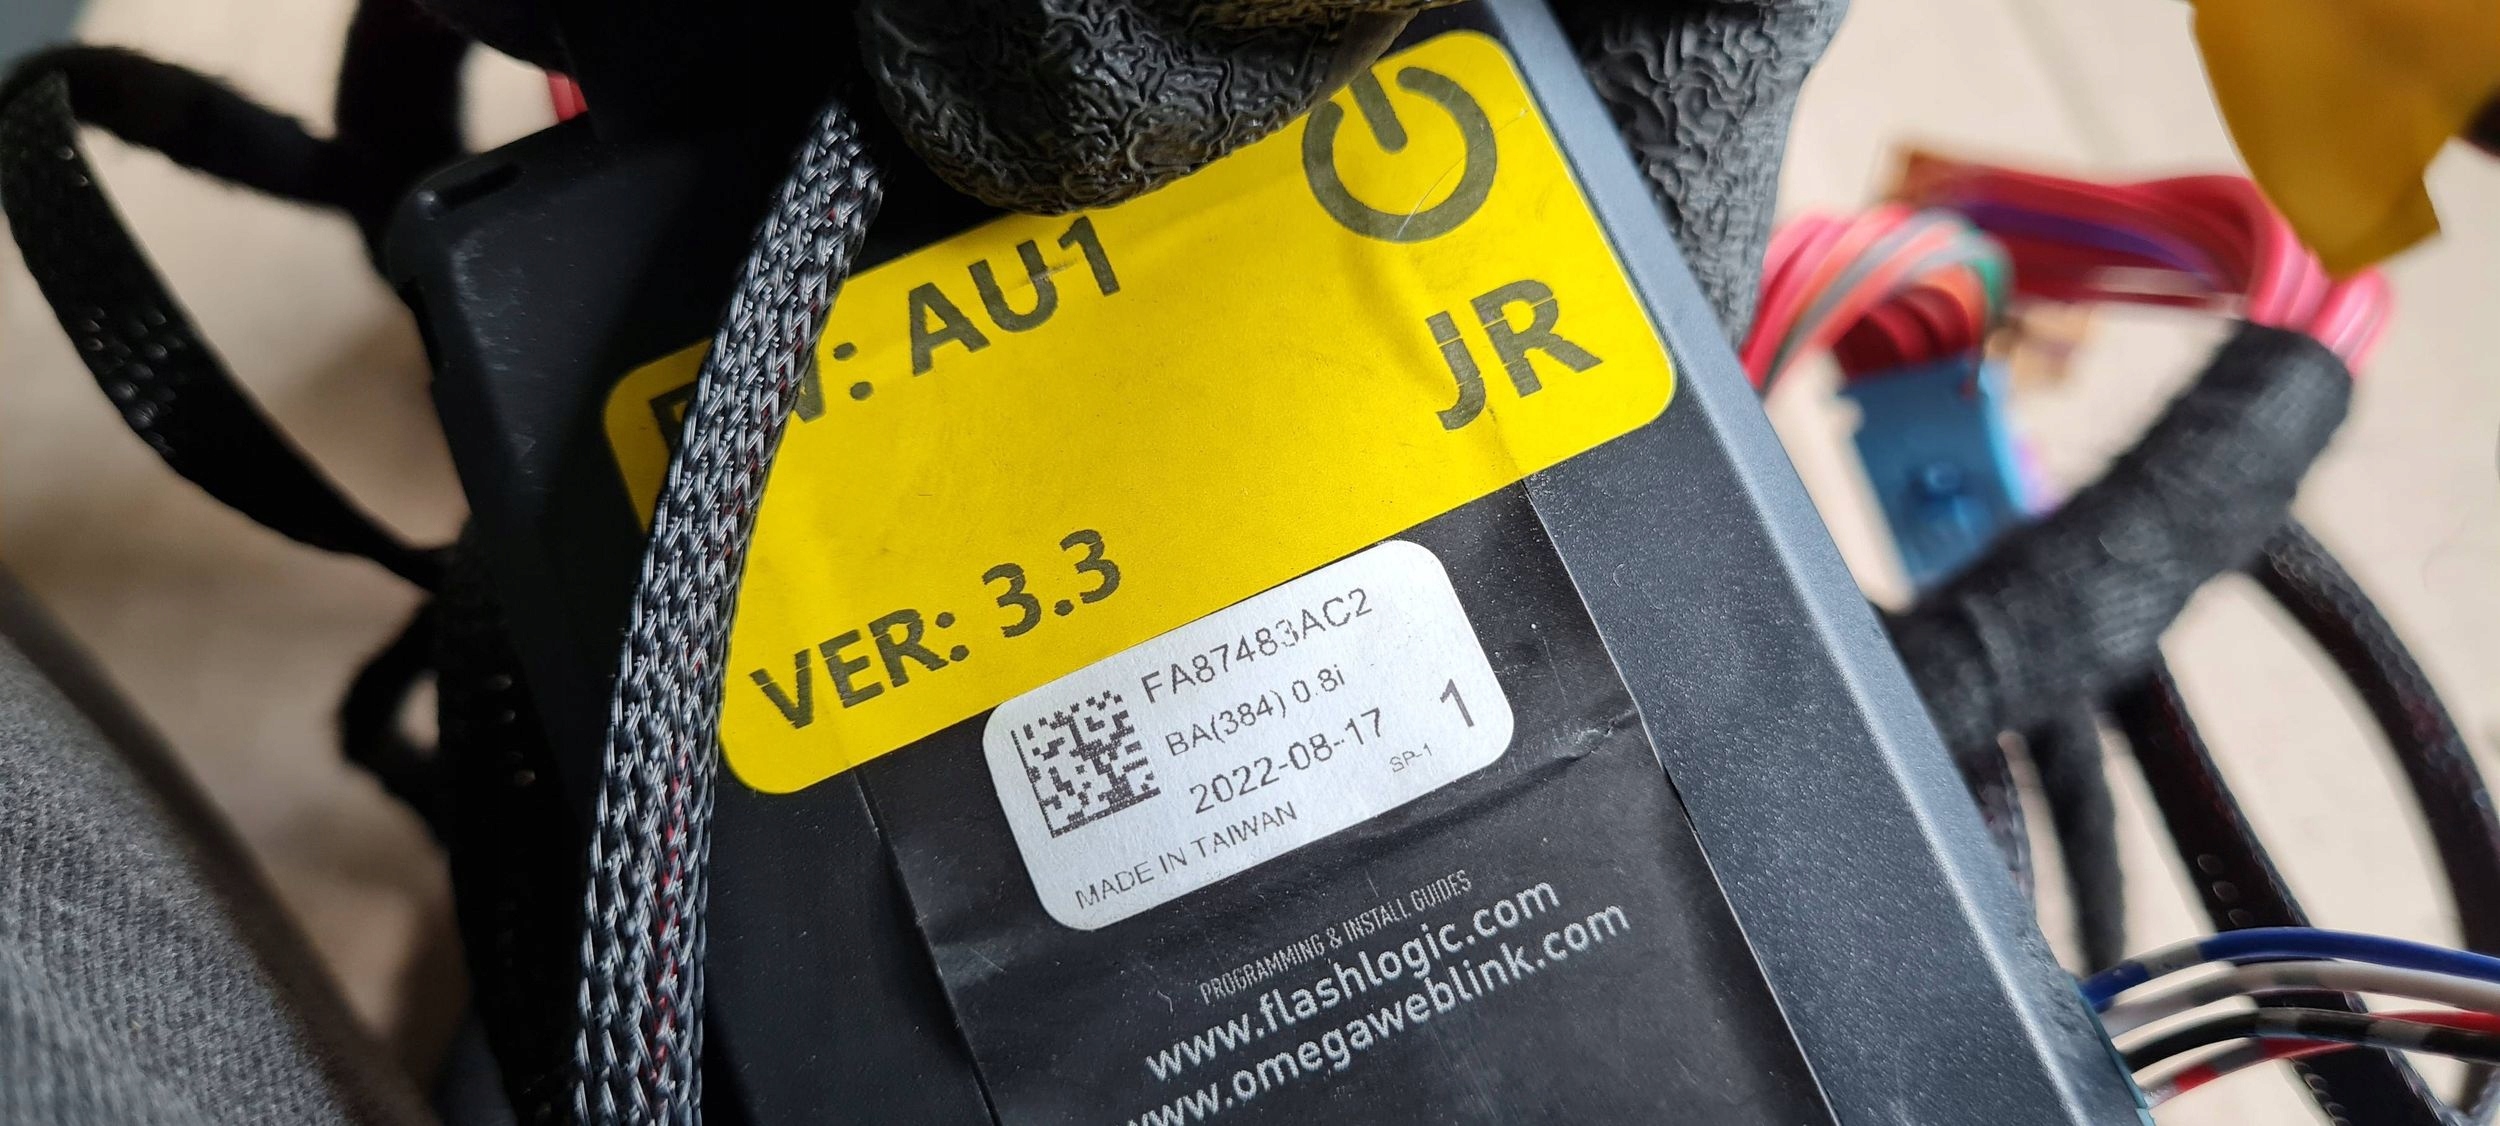 : AU1
JR
VER: 3.3
FA87483AC2
BA(384) 0.8i
2022-08-17
1
SP-1
MADE IN TAIWAN
PROGRAMMING & INSTALL GUIDES
www.flashlogic.com
www.omegaweblink.com